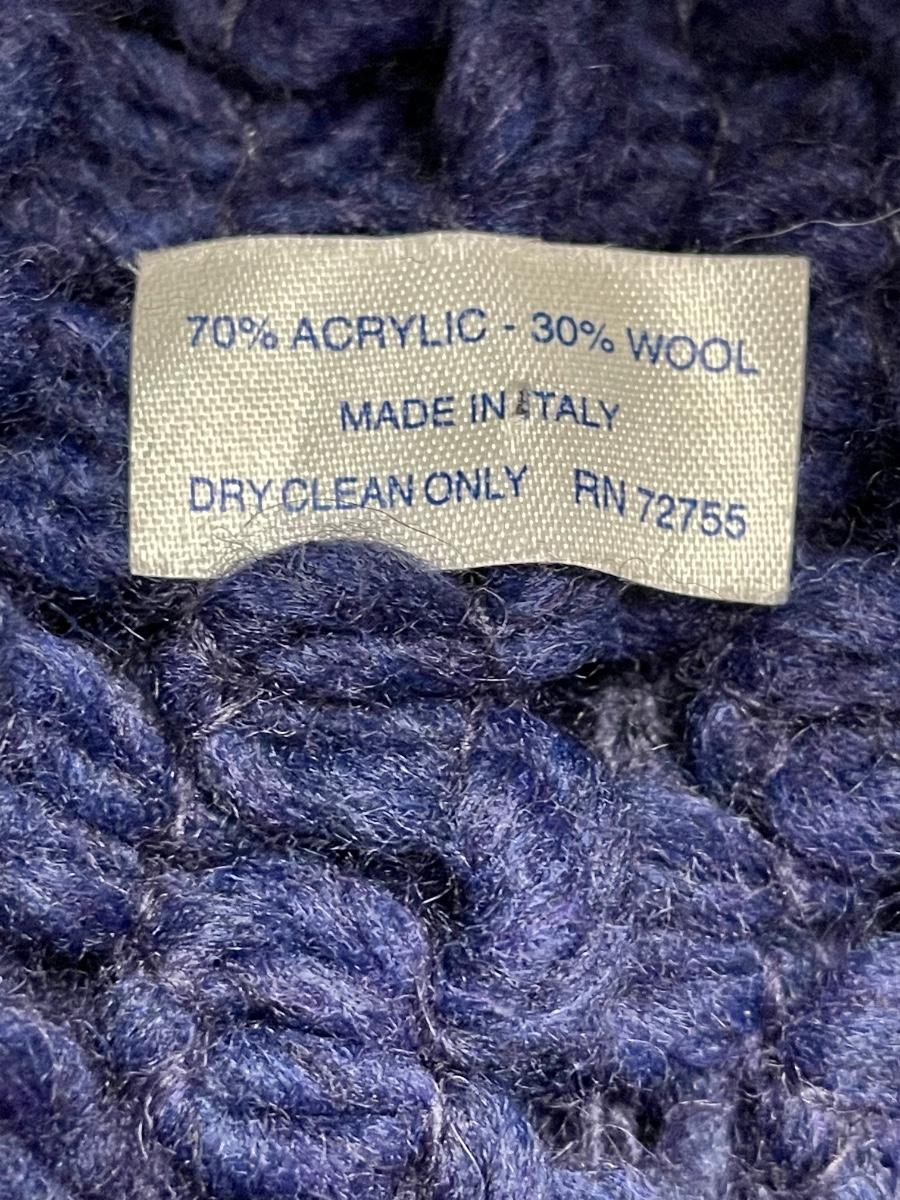 70% ACRYLIC - 30% WOOL
MADE IN ITALY
DRY CLEAN ONLY RN 72755